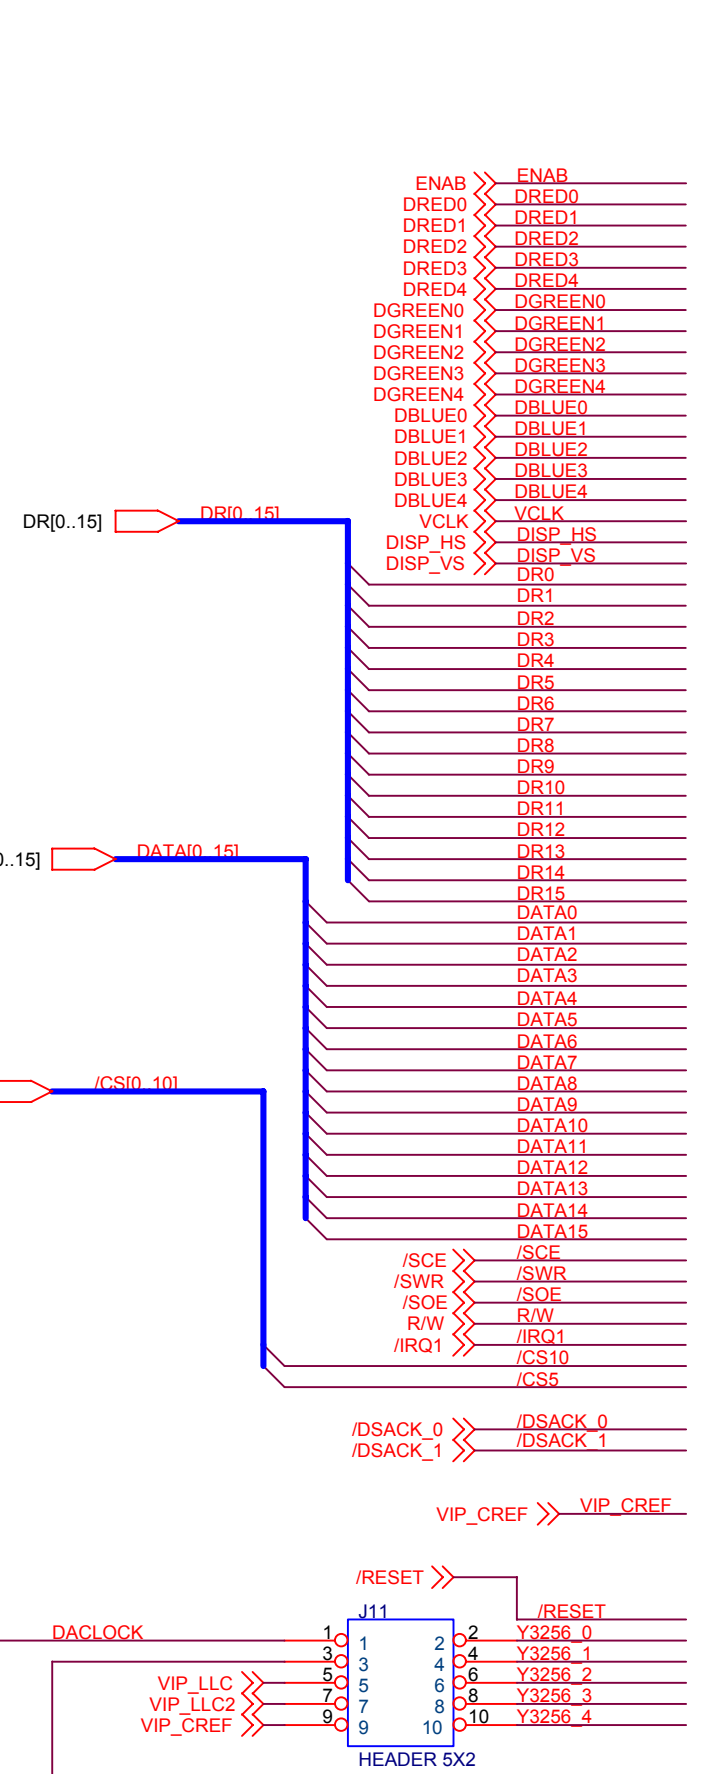 ENAB ENAB
DRED0 DRED0
DRED1 DRED1
DRED2 DRED2
DRED3 DRED3
DRED4 DRED4
DGREEN0 DGREEN0
DGREEN1 DGREEN1
DGREEN2 DGREEN2
DGREEN3 DGREEN3
DGREEN4 DGREEN4
DBLUE0 DBLUE0
DBLUE1 DBLUE1
DBLUE2 DBLUE2
DBLUE3 DBLUE3
DBLUE4 DBLUE4
DR[0..15] DR[0..15] VCLK VCLK
DISP_HS DISP_HS
DISP_VS DISP_VS
DR0
DR1
DR2
DR3
DR4
DR5
DR6
DR7
DR8
DR9
DR10
DR11
DR12
0..15] DATA[0..15] DR13
DR14
DR15
DATA0
DATA1
DATA2
DATA3
DATA4
DATA5
DATA6
DATA7
/CS[0..10] DATA8
DATA9
DATA10
DATA11
DATA12
DATA13
DATA14
DATA15
/SCE /SCE
/SWR /SWR
/SOE /SOE
R/W R/W
/IRQ1 /IRQ1
/CS10
/CS5
/DSACK_0 /DSACK_0
/DSACK_1 /DSACK_1
VIP_CREF VIP_CREF
/RESET
J11 /RESET
DACLOCK 1 1 2 2 Y3256_0
3 3 4 4 Y3256_1
VIP_LLC 5 5 6 6 Y3256_2
VIP_LLC2 7 7 8 8 Y3256_3
VIP_CREF 9 9 10 10 Y3256_4
HEADER 5X2